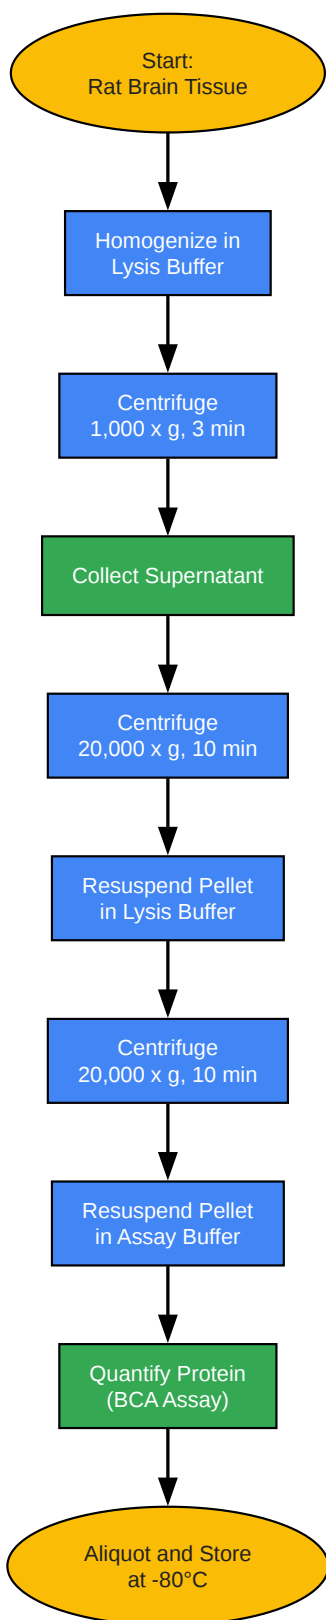 Start:
Rat Brain Tissue
Homogenize in
Lysis Buffer
Centrifuge
1,000 x g, 3 min
Collect Supernatant
Centrifuge
20,000 x g, 10 min
Resuspend Pellet
in Lysis Buffer
Centrifuge
20,000 x g, 10 min
Resuspend Pellet
in Assay Buffer
Quantify Protein
(BCA Assay)
Aliquot and Store
at -80°C